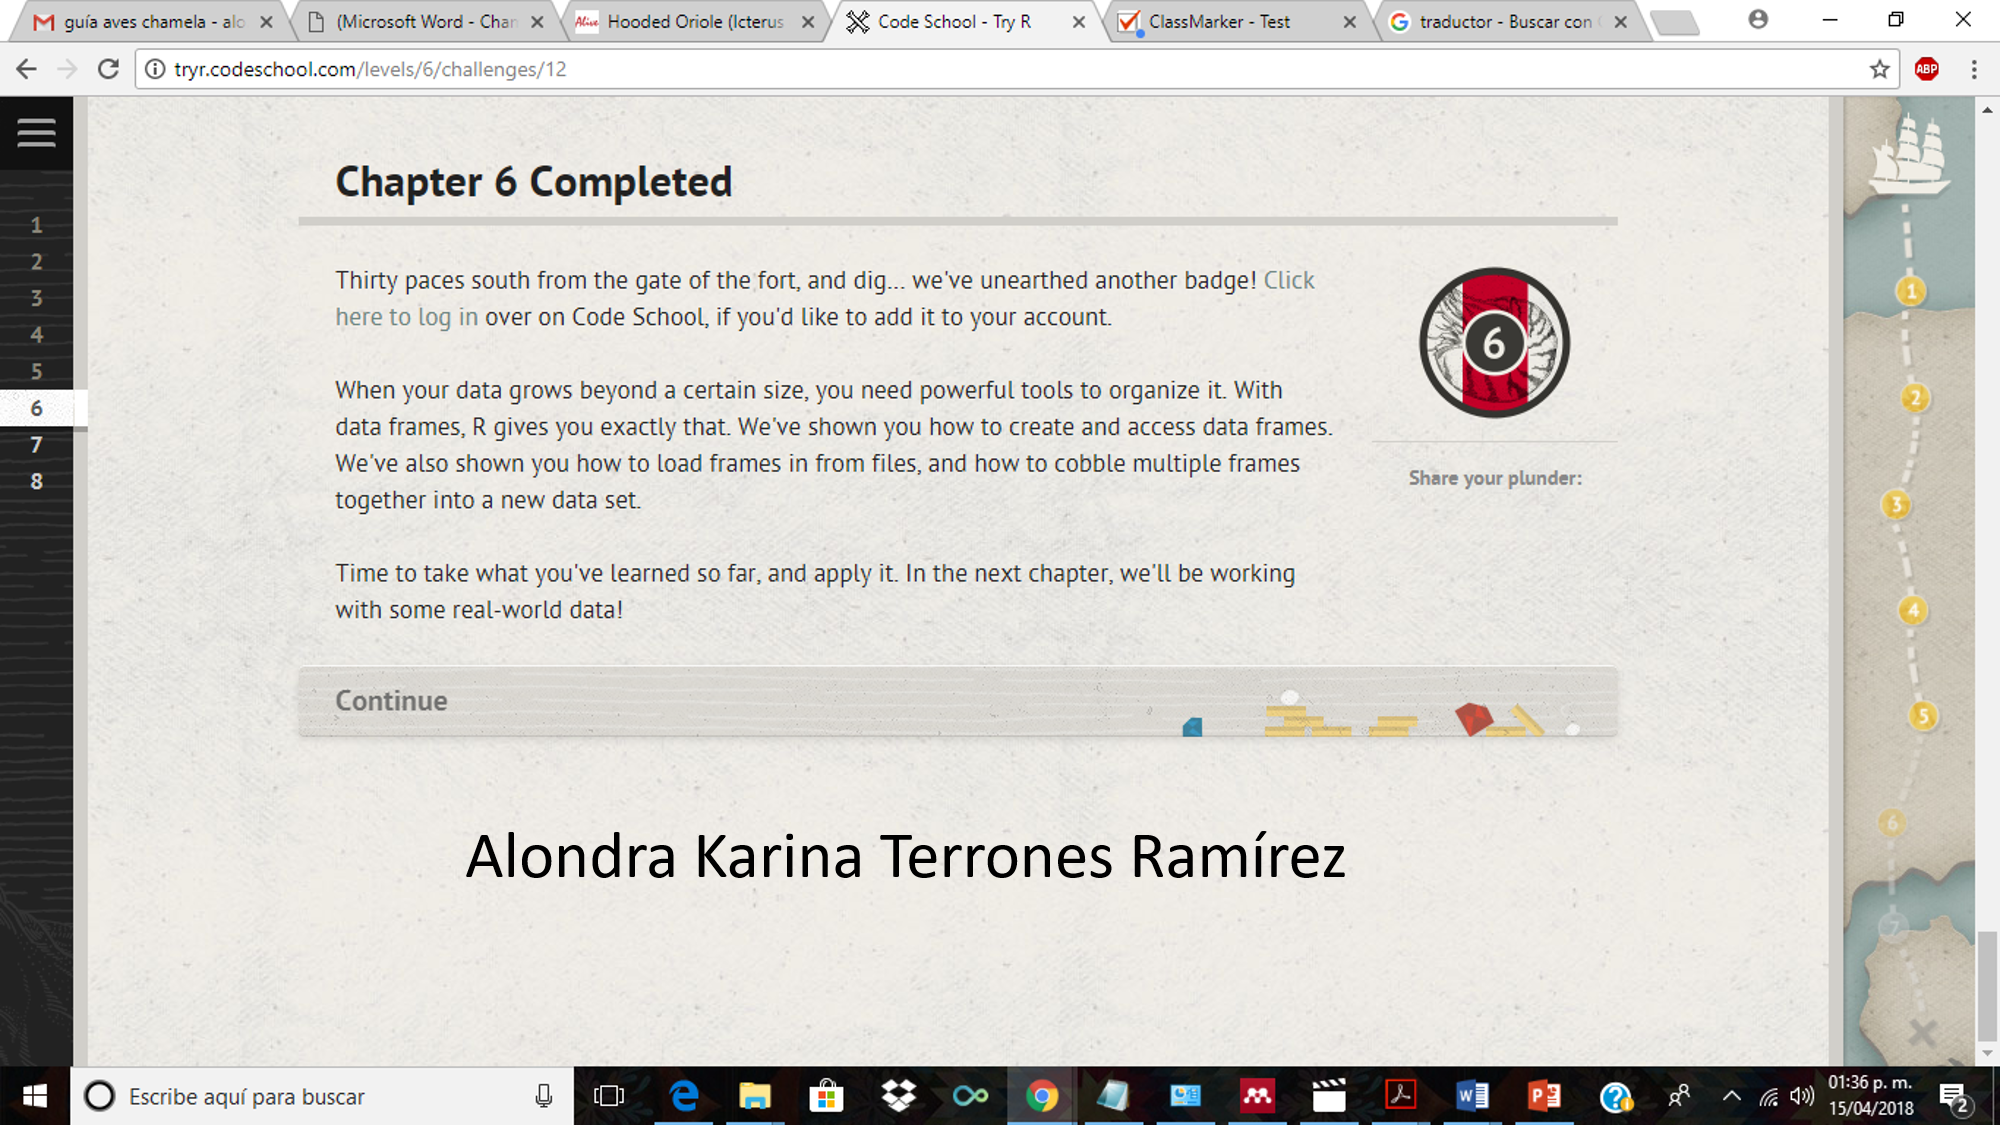 guía aves chamela - alo
(Microsoft Word - Chan
Alive
Hooded Oriole (Icterus
Code School - Try R
ClassMarker - Test
traductor - Buscar con
tryr.codeschool.com/levels/6/challenges/12
ABP
Chapter 6 Completed
Thirty paces south from the gate of the fort, and dig... we've unearthed another badge! Click
here to log in over on Code School, if you'd like to add it to your account.
When your data grows beyond a certain size, you need powerful tools to organize it. With
data frames, R gives you exactly that. We've shown you how to create and access data frames.
We've also shown you how to load frames in from files, and how to cobble multiple frames
together into a new data set.
Time to take what you've learned so far, and apply it. In the next chapter, we'll be working
with some real-world data!
6
Share your plunder:
Continue
1
2
3
4
5
6
7
8
1
2
3
4
5
6
7
Alondra Karina Terrones Ramírez
Escribe aquí para buscar
01:36 p. m.
15/04/2018
2